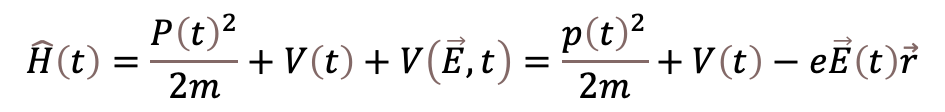 Ĥ(t) = P(t)²/2m + V(t) + V(E⃗, t) = p(t)²/2m + V(t) − eE⃗(t)r⃗